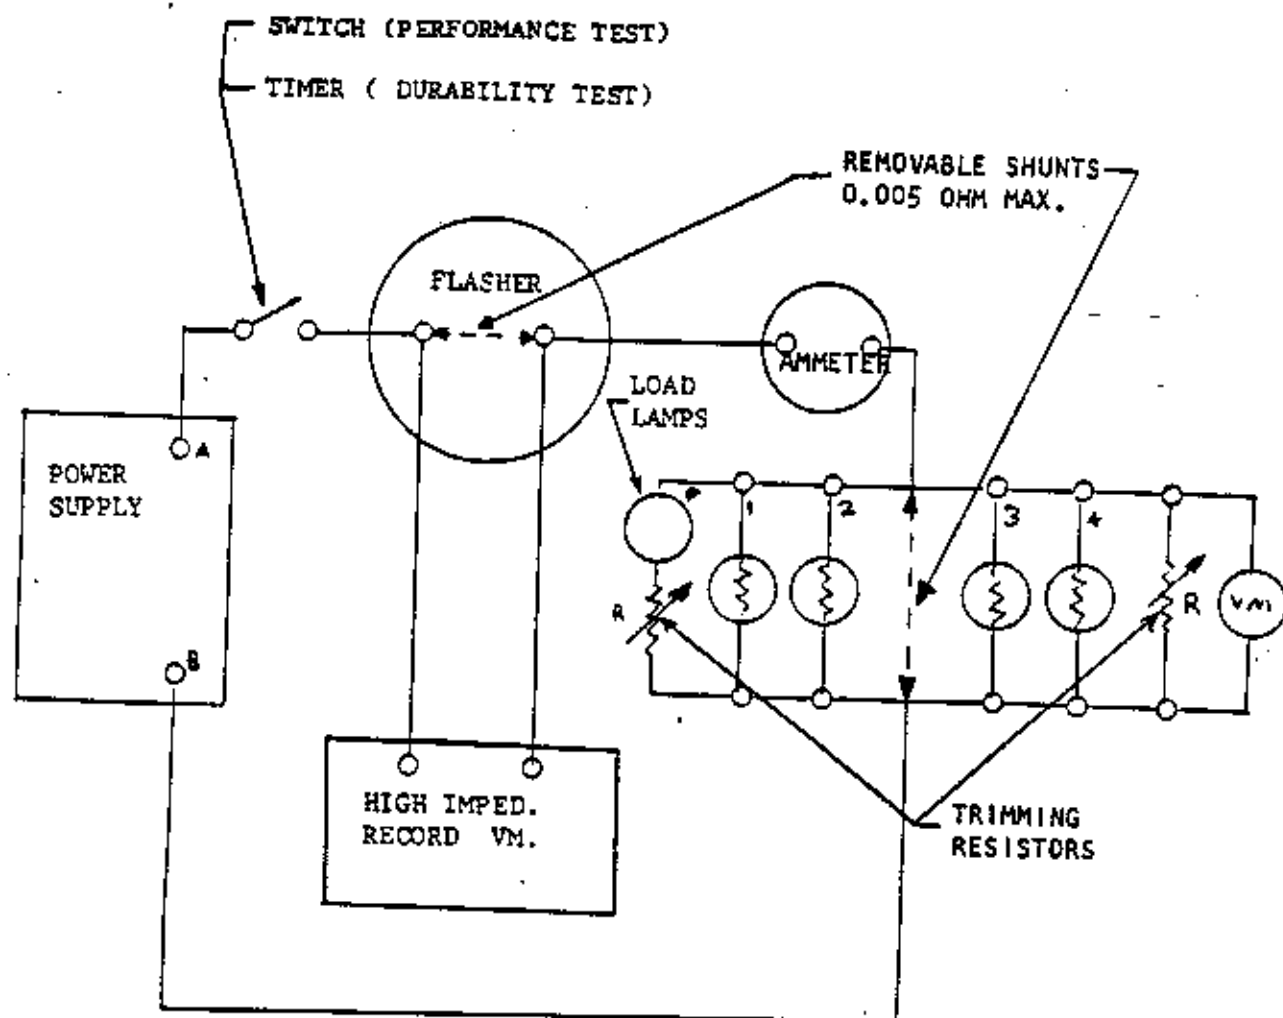 SWITCH (PERFORMANCE TEST)
TIMER ( DURABILITY TEST)
REMOVABLE SHUNTS
0.005 OHM MAX.
FLASHER
AMMETER
LOAD
LAMPS
A
POWER
SUPPLY
P
1
2
3
4
R
R
VM
B
HIGH IMPED.
RECORD VM.
TRIMMING
RESISTORS